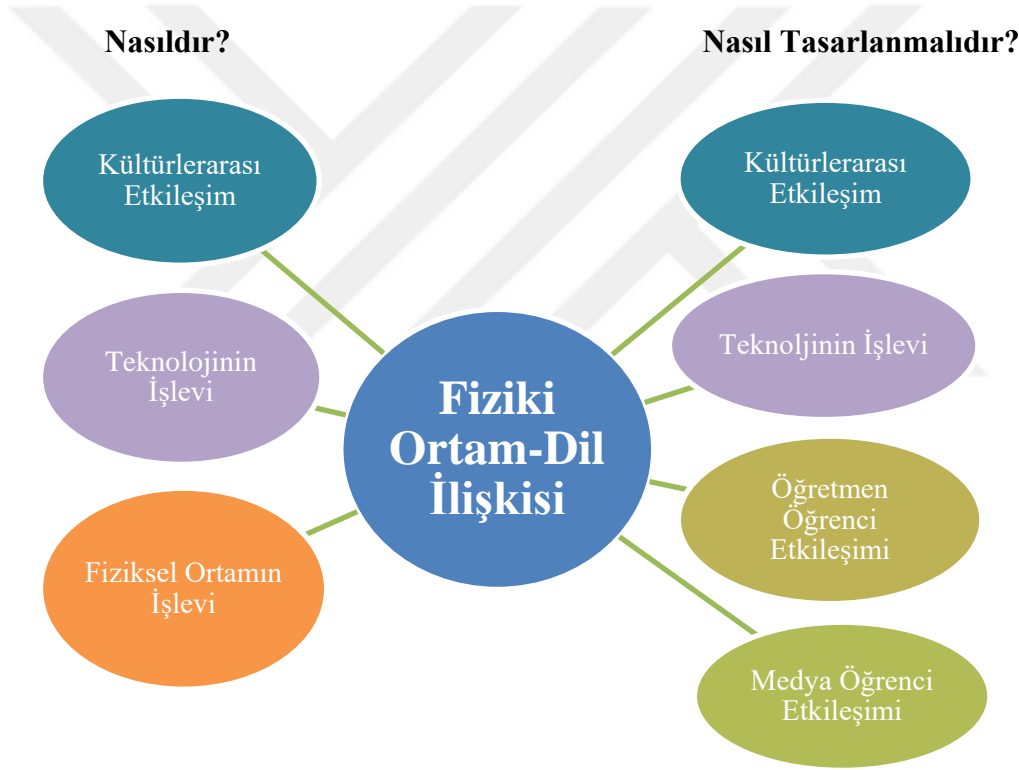 Nasıldır?
Nasıl Tasarlanmalıdır?
Kültürlerarası
Etkileşim
Teknolojinin
İşlevi
Fiziksel Ortamın
İşlevi
Fiziki
Ortam-Dil
İlişkisi
Kültürlerarası
Etkileşim
Teknoljinin İşlevi
Öğretmen
Öğrenci
Etkileşimi
Medya Öğrenci
Etkileşimi